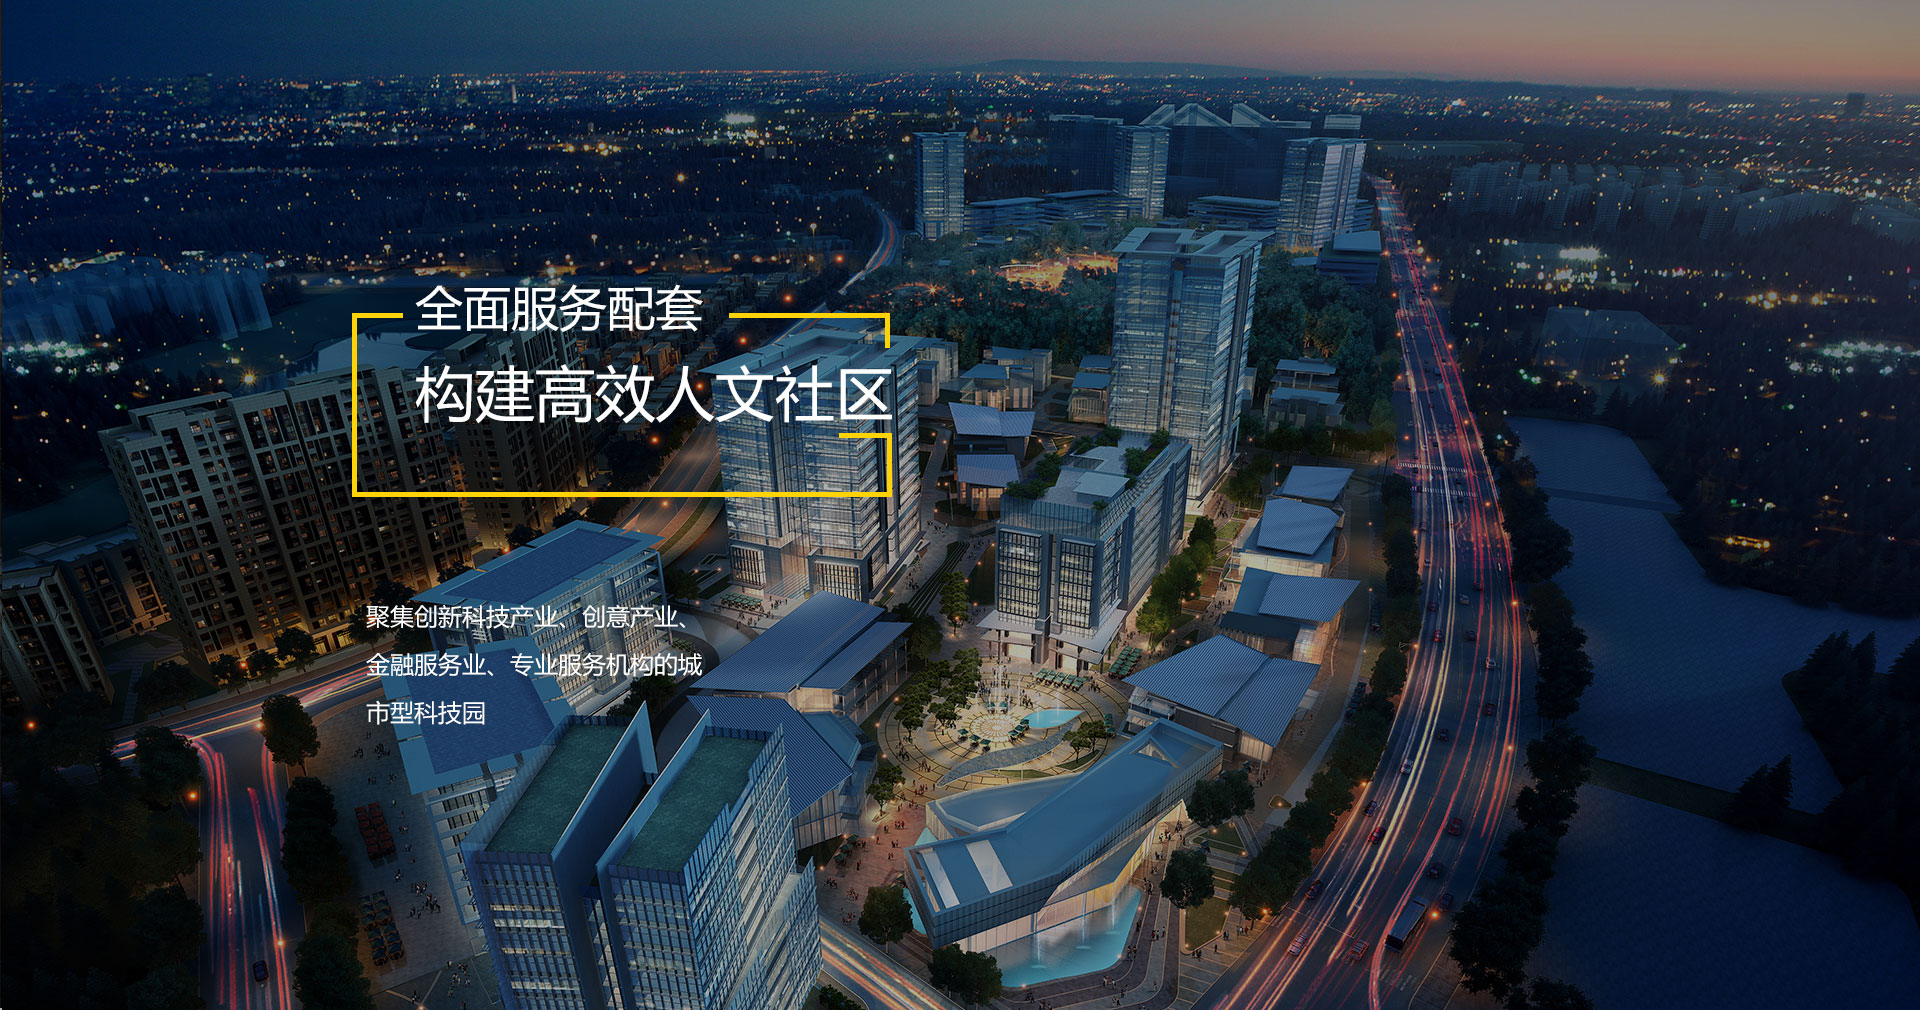 全面服务配套
构建高效人文社区
聚集创新科技产业、创意产业、
金融服务业、专业服务机构的城
市型科技园